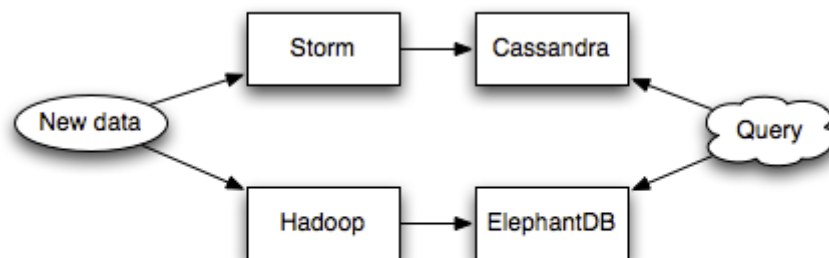 Storm
Cassandra
New data
Query
Hadoop
ElephantDB